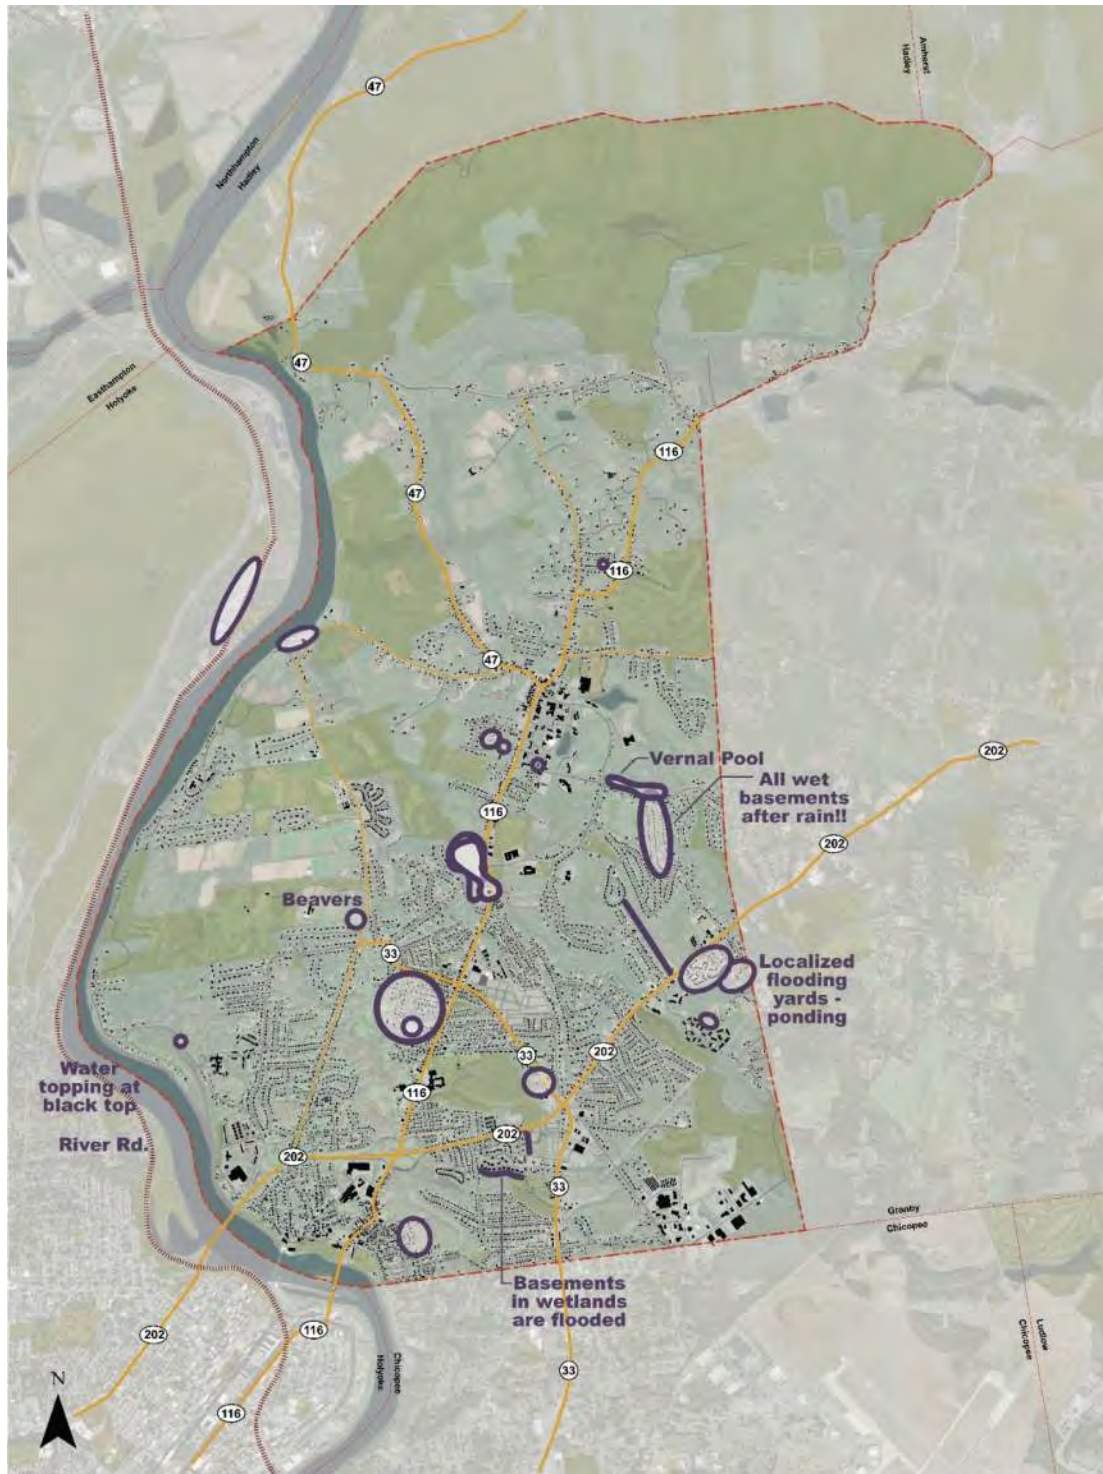 47
Amherst
Hadley
Northampton
Hadley
47
Easthampton
Holyoke
116
47
116
47
202
Vernal Pool
All wet
basements
after rain!!
116
202
Beavers
33
Localized
flooding
yards -
ponding
33
202
Water
topping at
black top
116
River Rd.
202
202
33
Granby
Chicopee
Basements
in wetlands
are flooded
202
116
33
Chicopee
Holyoke
Ludlow
Chicopee
N
116